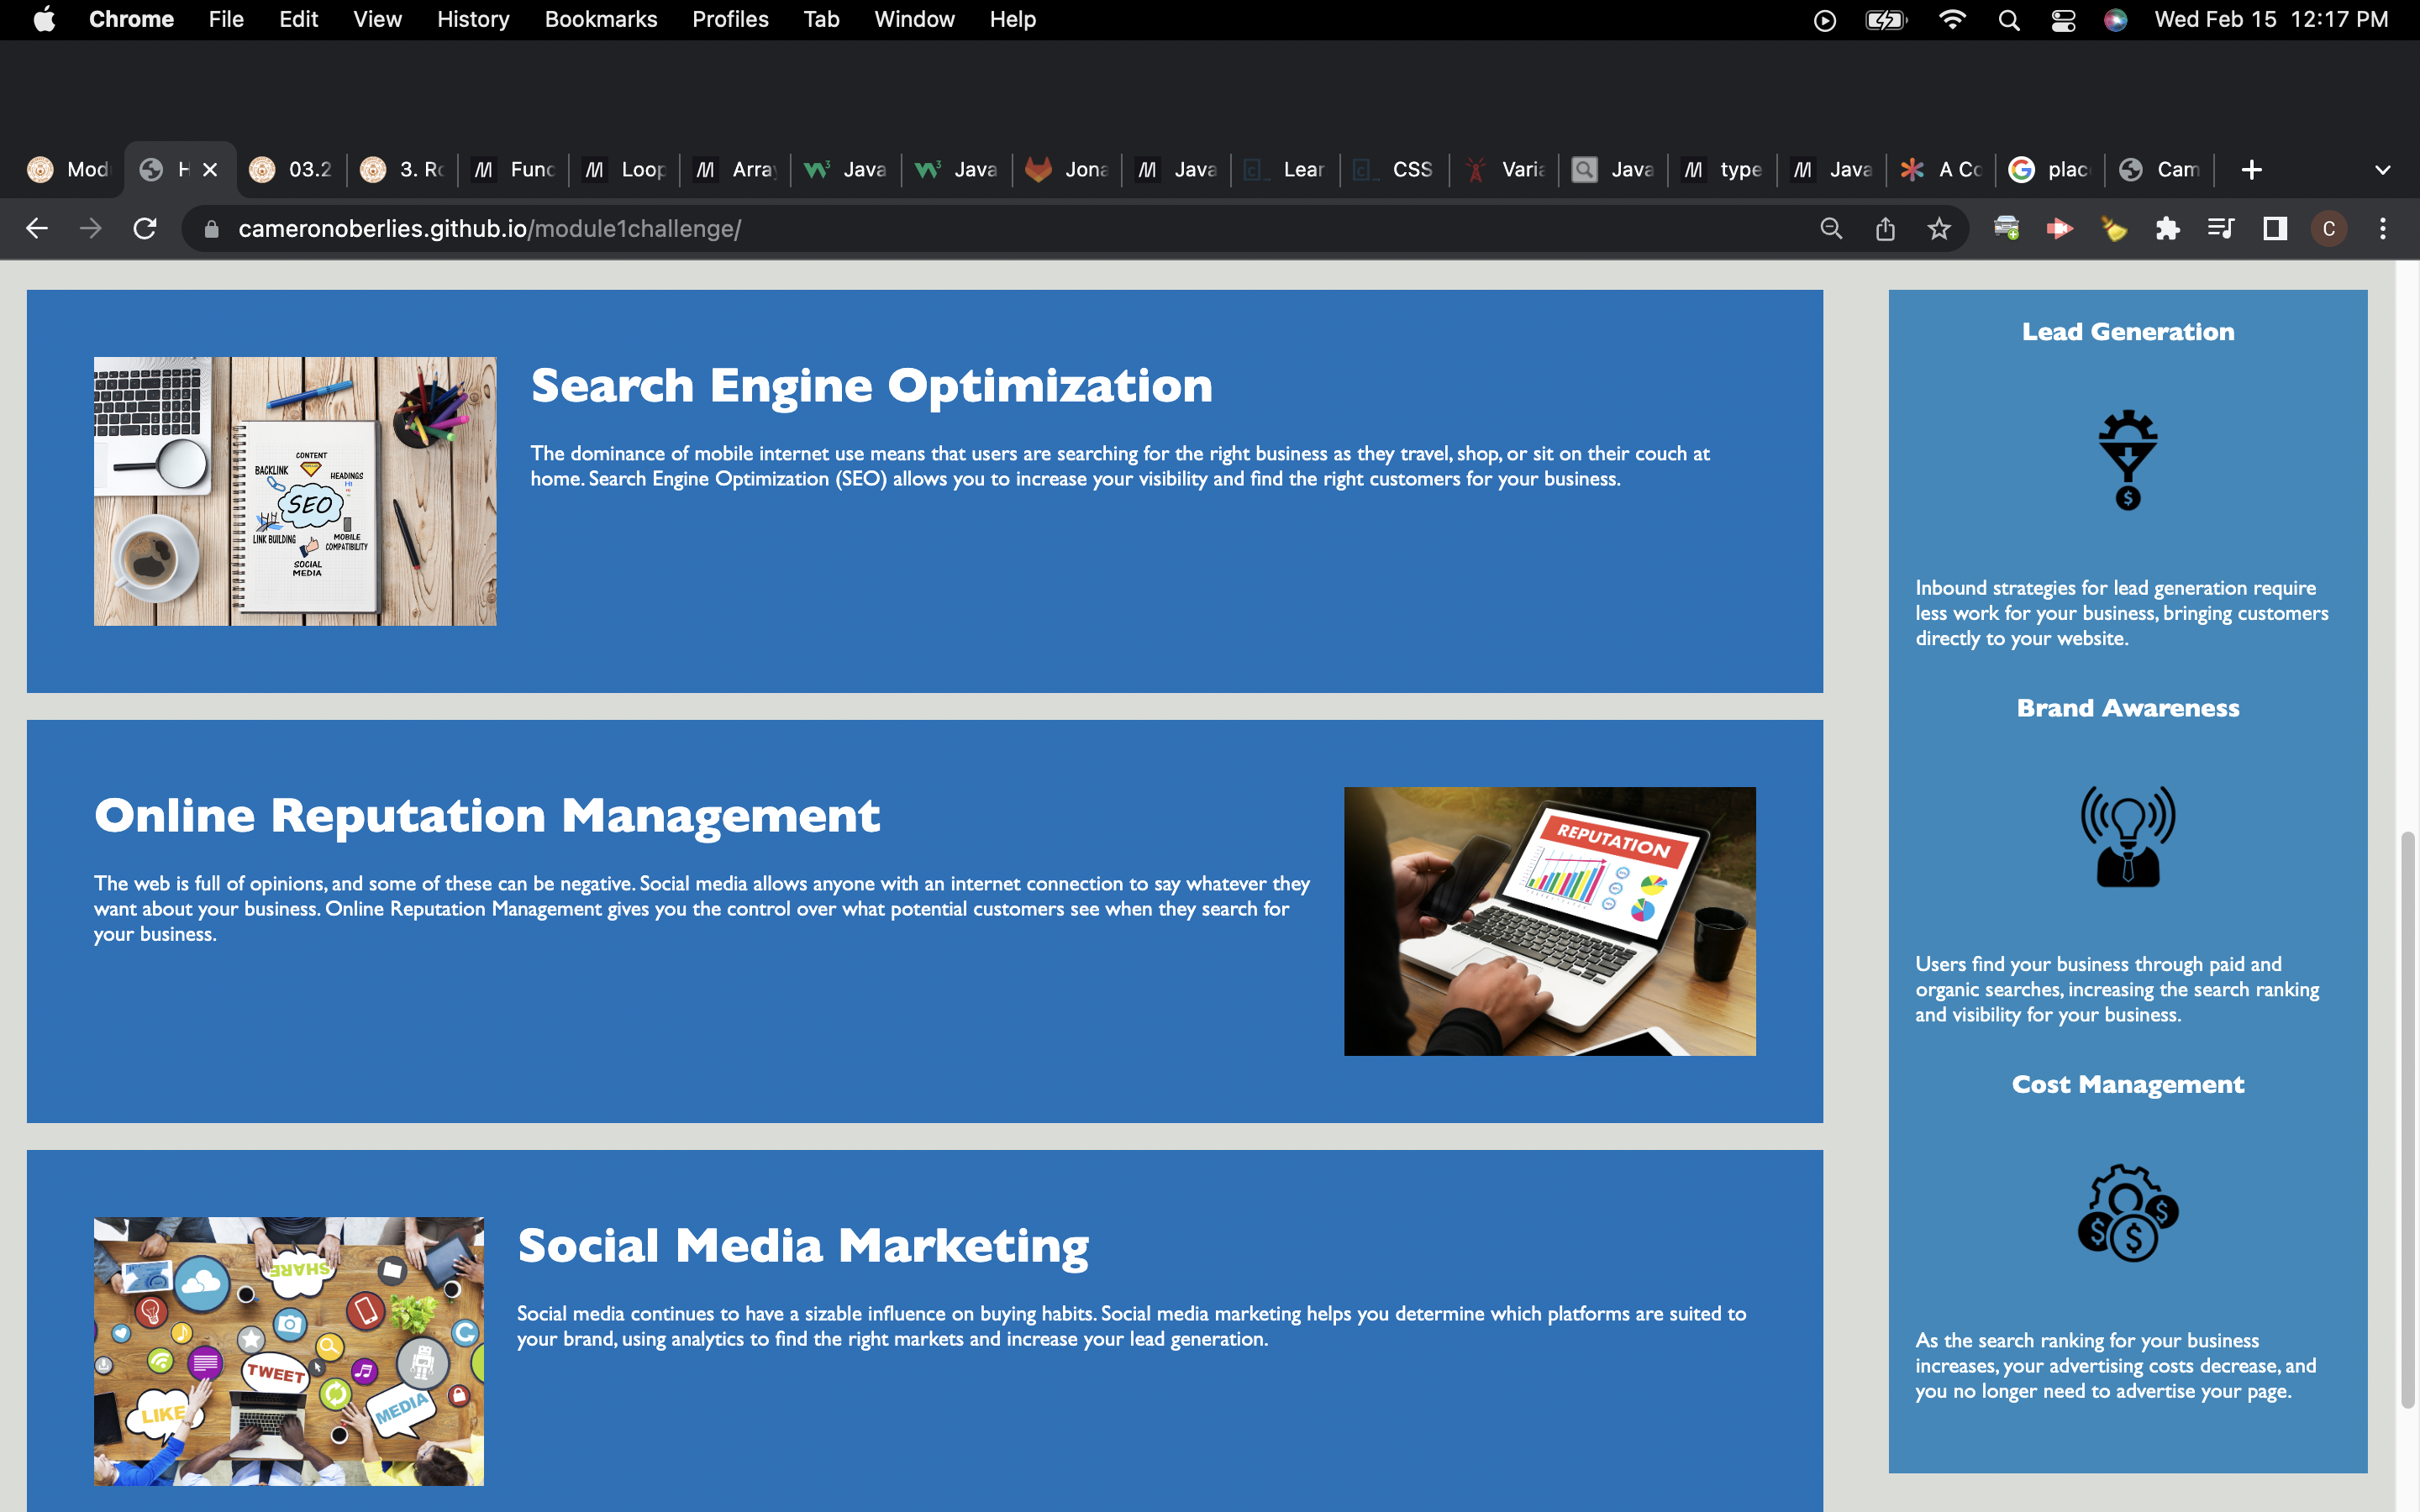 Chrome File Edit View History Bookmarks Profiles Tab Window Help Wed Feb 15 12:17 PM
Mod H 03.2 3. Ro Func Loop Array Java Java Jona Java Lear CSS Varia Java type Java A Co plac Cam
cameronoberlies.github.io/module1challenge/ C
Search Engine Optimization
The dominance of mobile internet use means that users are searching for the right business as they travel, shop, or sit on their couch at
home. Search Engine Optimization (SEO) allows you to increase your visibility and find the right customers for your business.
CONTENT
BACKLINK
HEADINGS
H1
SEO
LINK BUILDING
MOBILE
COMPATIBILITY
SOCIAL
MEDIA
Online Reputation Management
The web is full of opinions, and some of these can be negative. Social media allows anyone with an internet connection to say whatever they
want about your business. Online Reputation Management gives you the control over what potential customers see when they search for
your business.
REPUTATION
Social Media Marketing
Social media continues to have a sizable influence on buying habits. Social media marketing helps you determine which platforms are suited to
your brand, using analytics to find the right markets and increase your lead generation.
SHARE
TWEET
LIKE
MEDIA
Lead Generation
$
Inbound strategies for lead generation require
less work for your business, bringing customers
directly to your website.
Brand Awareness
Users find your business through paid and
organic searches, increasing the search ranking
and visibility for your business.
Cost Management
$ $ $
As the search ranking for your business
increases, your advertising costs decrease, and
you no longer need to advertise your page.